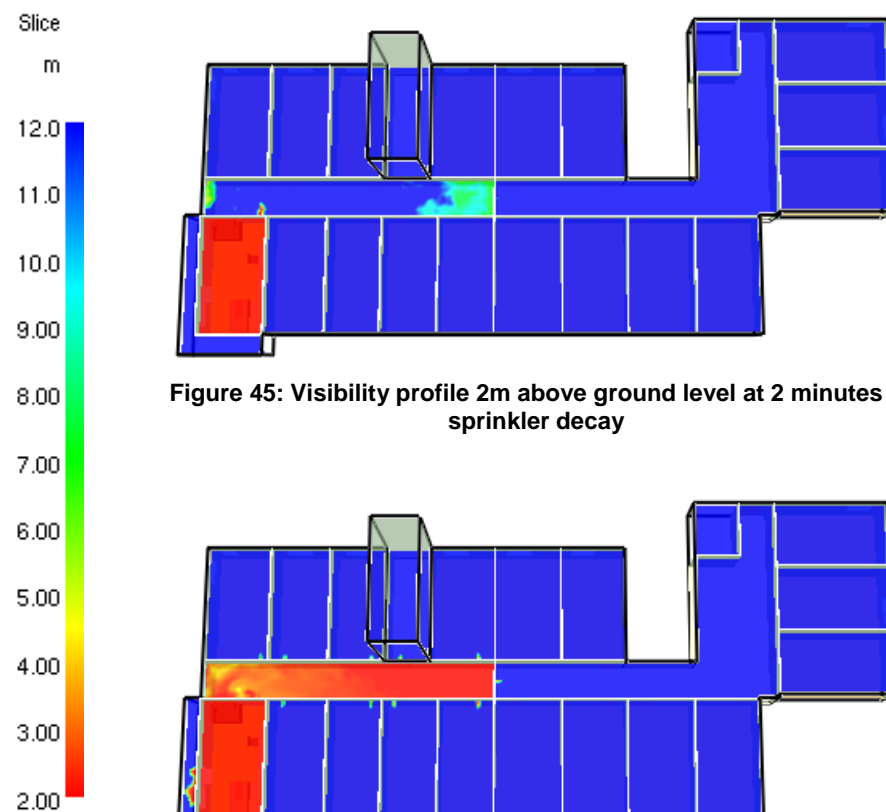 Slice
m
12.0
11.0
10.0
9.00
8.00
7.00
6.00
5.00
4.00
3.00
2.00
Figure 45: Visibility profile 2m above ground level at 2 minutes
sprinkler decay